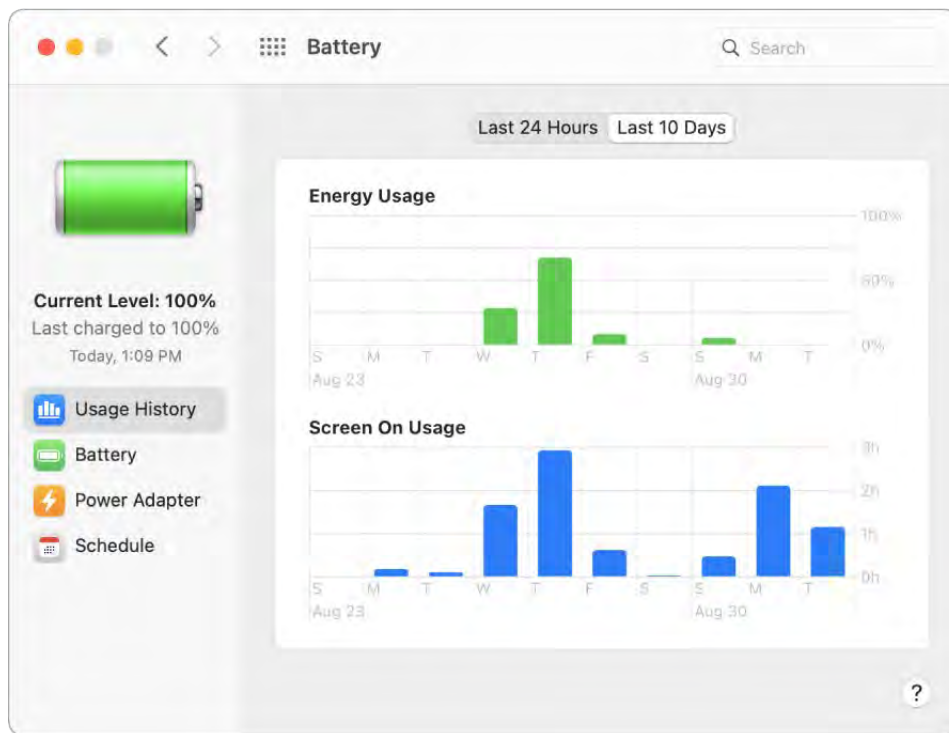 Battery
Search
Last 24 Hours Last 10 Days
Current Level: 100%
Last charged to 100%
Today, 1:09 PM
Usage History
Battery
Power Adapter
Schedule
Energy Usage
100%
50%
0%
S M T W T F S S M T
Aug 23 Aug 30
Screen On Usage
3h
2h
1h
0h
S M T W T F S S M T
Aug 23 Aug 30
?